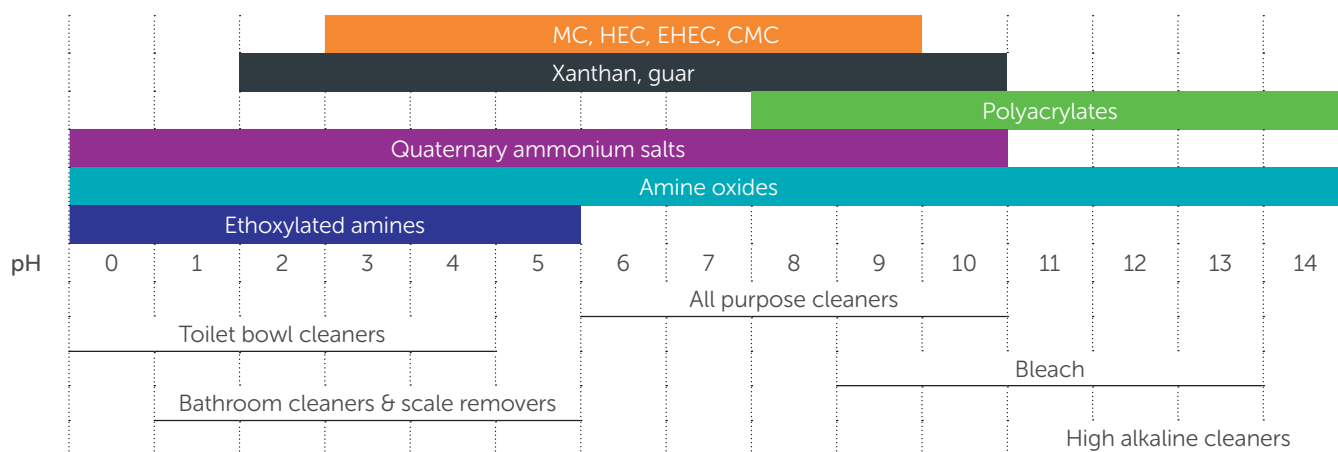 MC, HEC, EHEC, CMC
Xanthan, guar
Polyacrylates
Quaternary ammonium salts
Amine oxides
Ethoxylated amines
pH 0 1 2 3 4 5 6 7 8 9 10 11 12 13 14
All purpose cleaners
Toilet bowl cleaners
Bleach
Bathroom cleaners & scale removers
High alkaline cleaners